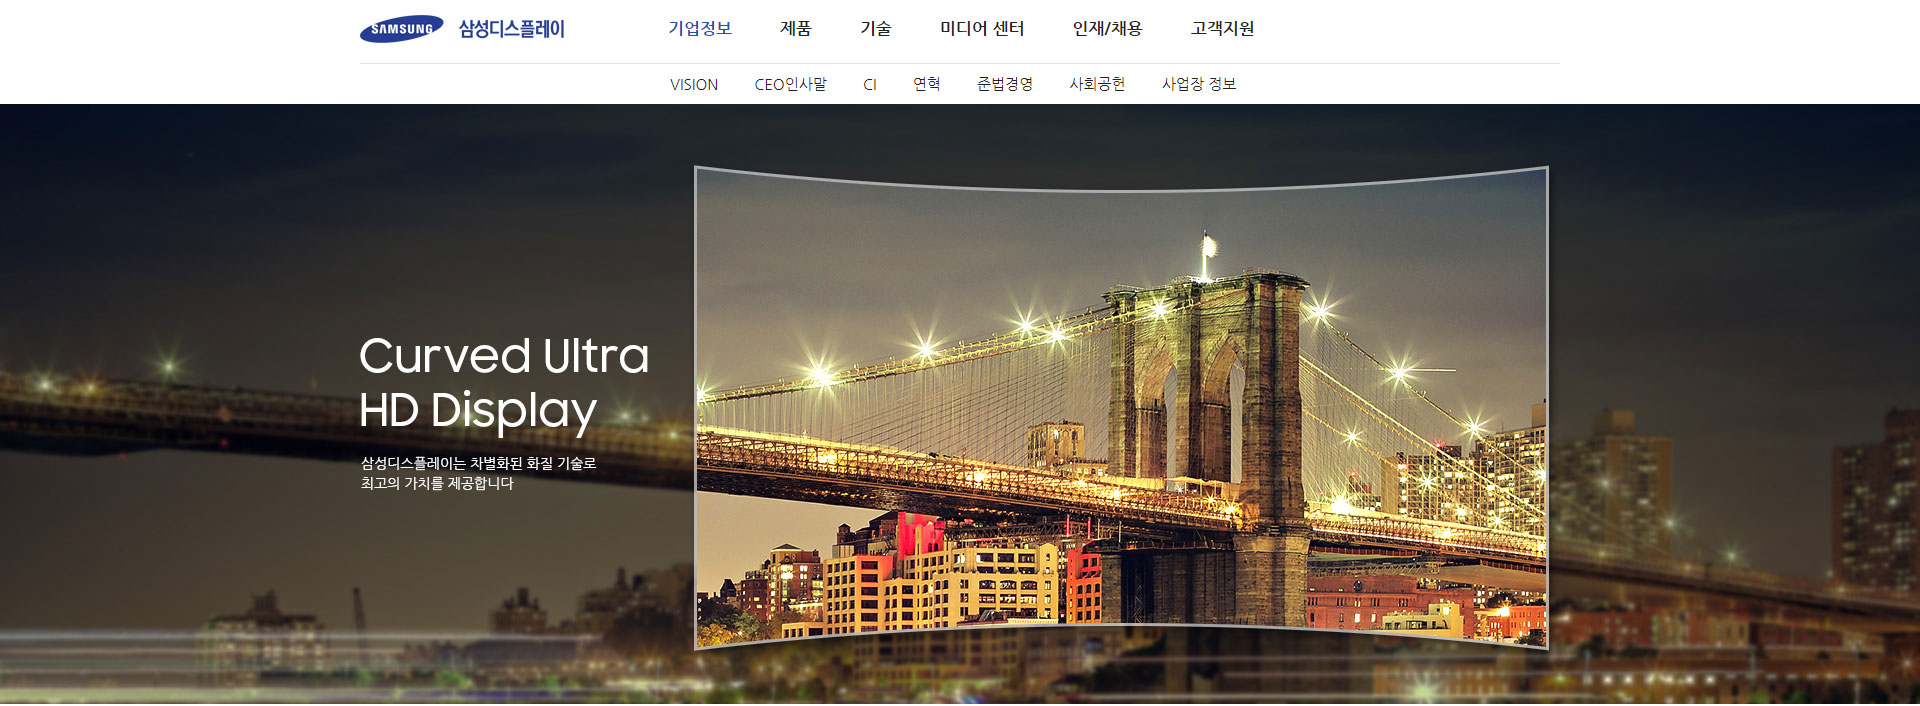 SAMSUNG 삼성디스플레이
기업정보 제품 기술 미디어 센터 인재/채용 고객지원
VISION CEO인사말 CI 연혁 준법경영 사회공헌 사업장 정보
Curved Ultra
HD Display
삼성디스플레이는 차별화된 화질 기술로
최고의 가치를 제공합니다